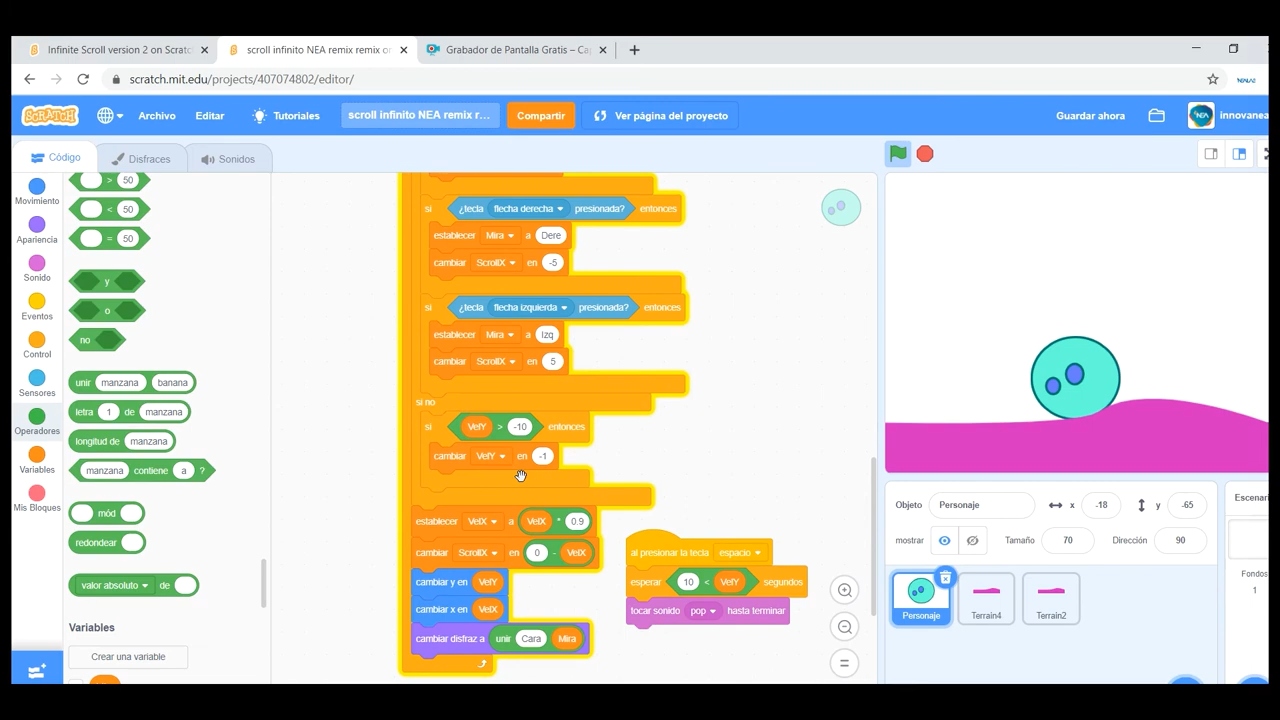 Infinite Scroll version 2 on Scratc
scroll infinito NEA remix remix o
Grabador de Pantalla Gratis – Ca
scratch.mit.edu/projects/407074802/editor/
SCRATCH
Archivo
Editar
Tutoriales
scroll infinito NEA remix r...
Compartir
Ver página del proyecto
Guardar ahora
innovanea
Código
Disfraces
Sonidos
Movimiento
Apariencia
Sonido
Eventos
Control
Sensores
Operadores
Variables
Mis Bloques
> 50
< 50
= 50
y
o
no
unir manzana banana
letra 1 de manzana
longitud de manzana
manzana contiene a ?
mód
redondear
valor absoluto de
Variables
Crear una variable
si ¿tecla flecha derecha presionada? entonces
establecer Mira a Dere
cambiar ScrollX en -5
si ¿tecla flecha izquierda presionada? entonces
establecer Mira a Izq
cambiar ScrollX en 5
si no
si VelY > -10 entonces
cambiar VelY en -1
establecer VelX a VelX * 0.9
cambiar ScrollX en 0 - VelX
cambiar y en VelY
cambiar x en VelX
cambiar disfraz a unir Cara Mira
al presionar la tecla espacio
esperar 10 < VelY segundos
tocar sonido pop hasta terminar
Objeto Personaje x -18 y -65
mostrar Tamaño 70 Dirección 90
Personaje
Terrain4
Terrain2
Escenari
Fondos
1